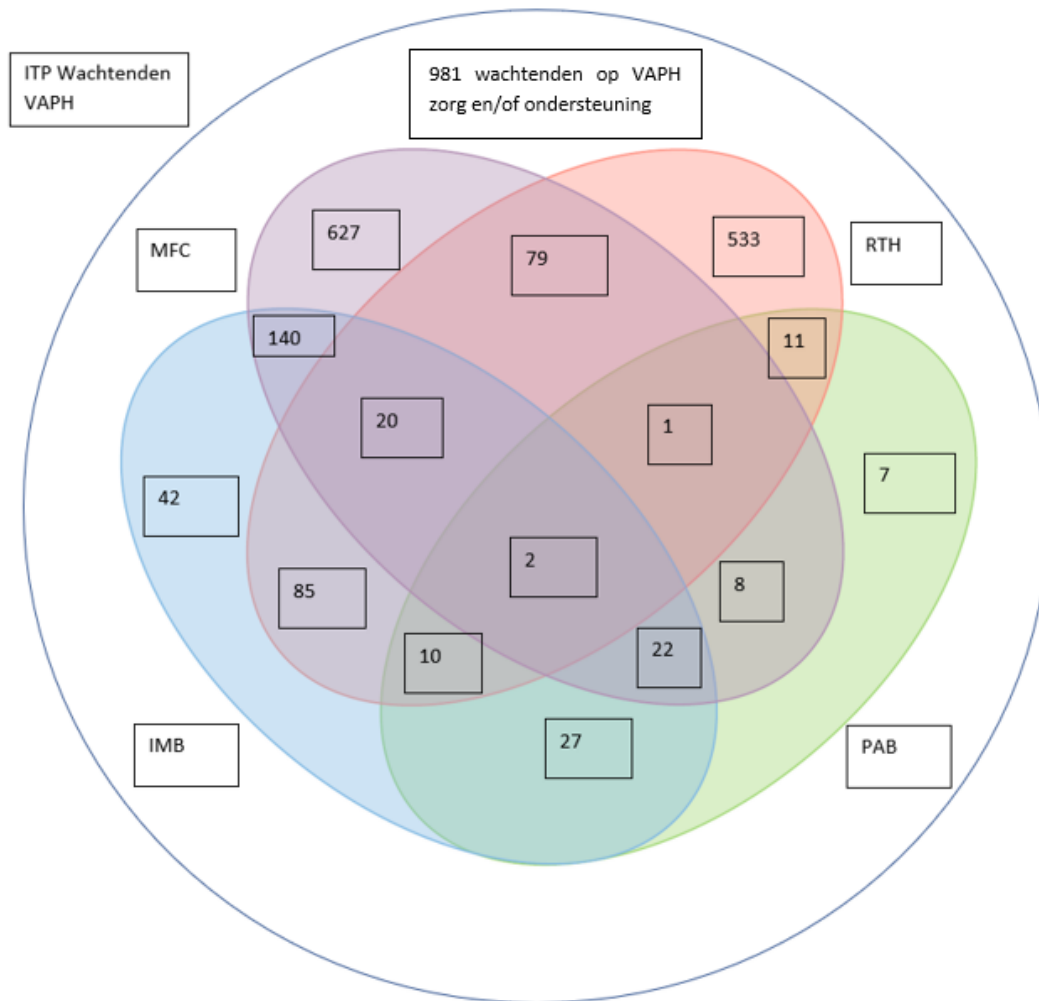 ITP Wachtenden
VAPH
981 wachtenden op VAPH
zorg en/of ondersteuning
MFC
627
79
533
RTH
140
11
20
1
42
7
85
2
8
10
22
IMB
27
PAB